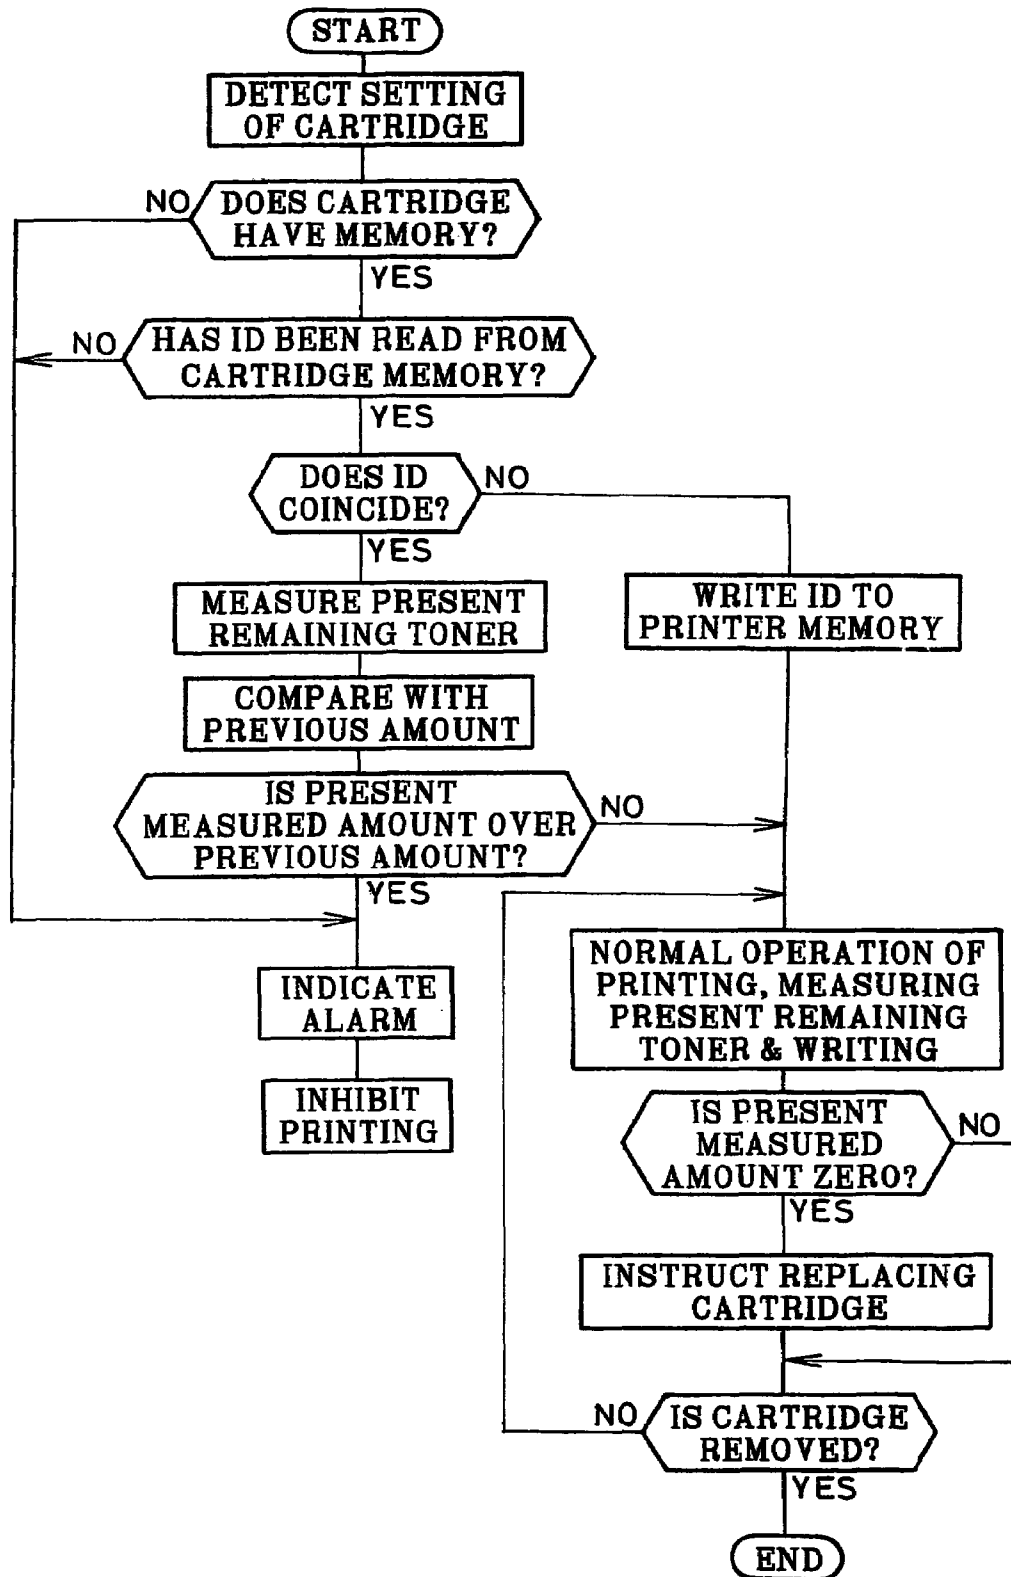 START
DETECT SETTING
OF CARTRIDGE
NO
DOES CARTRIDGE
HAVE MEMORY?
YES
NO
HAS ID BEEN READ FROM
CARTRIDGE MEMORY?
YES
DOES ID
COINCIDE?
NO
YES
MEASURE PRESENT
REMAINING TONER
WRITE ID TO
PRINTER MEMORY
COMPARE WITH
PREVIOUS AMOUNT
IS PRESENT
MEASURED AMOUNT OVER
PREVIOUS AMOUNT?
NO
YES
INDICATE
ALARM
INHIBIT
PRINTING
NORMAL OPERATION OF
PRINTING, MEASURING
PRESENT REMAINING
TONER & WRITING
IS PRESENT
MEASURED
AMOUNT ZERO?
NO
YES
INSTRUCT REPLACING
CARTRIDGE
NO
IS CARTRIDGE
REMOVED?
YES
END